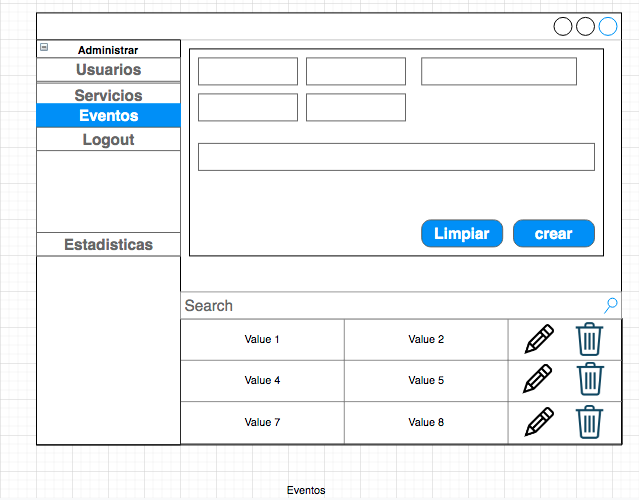 Administrar
Usuarios
Servicios
Eventos
Logout
Estadisticas
LImpiar
crear
Search
Value 1
Value 2
Value 4
Value 5
Value 7
Value 8
Eventos